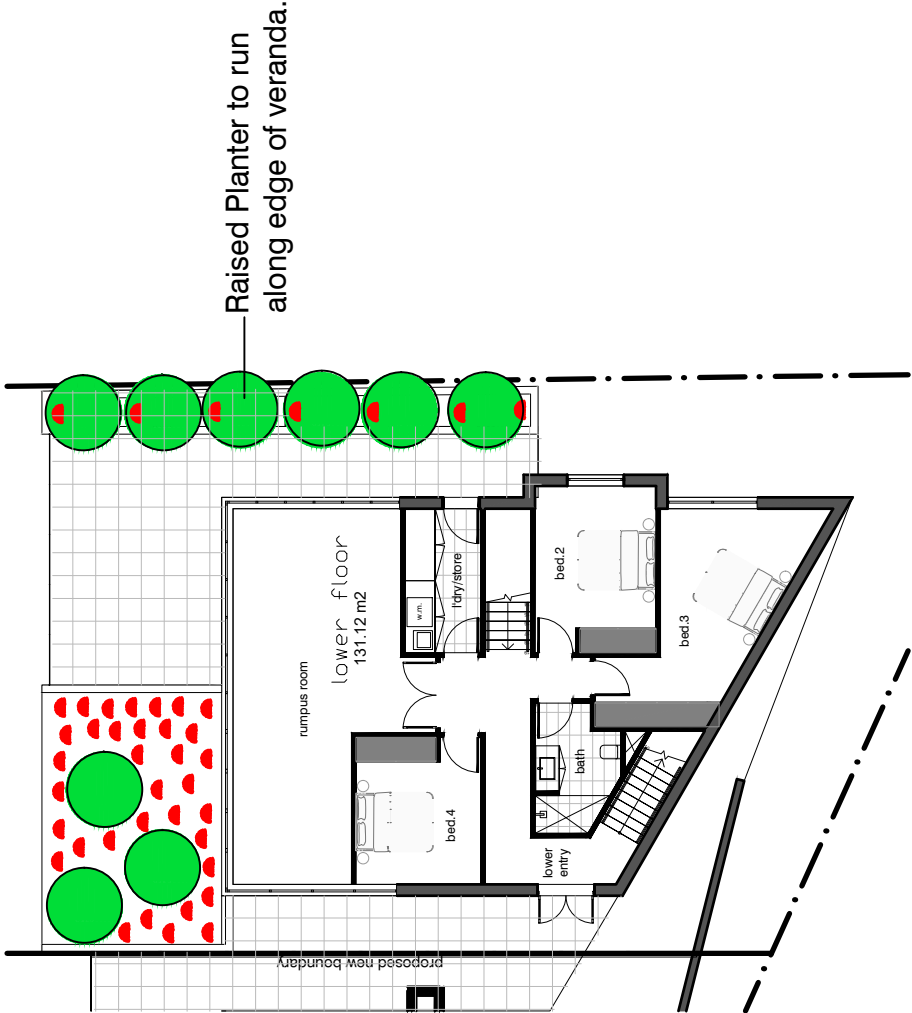 Raised Planter to run
along edge of veranda.
lower floor
131.12 m2
rumpus room
w.m.
l'dry/store
bed.2
bed.3
bath
bed.4
lower
entry
proposed new boundary